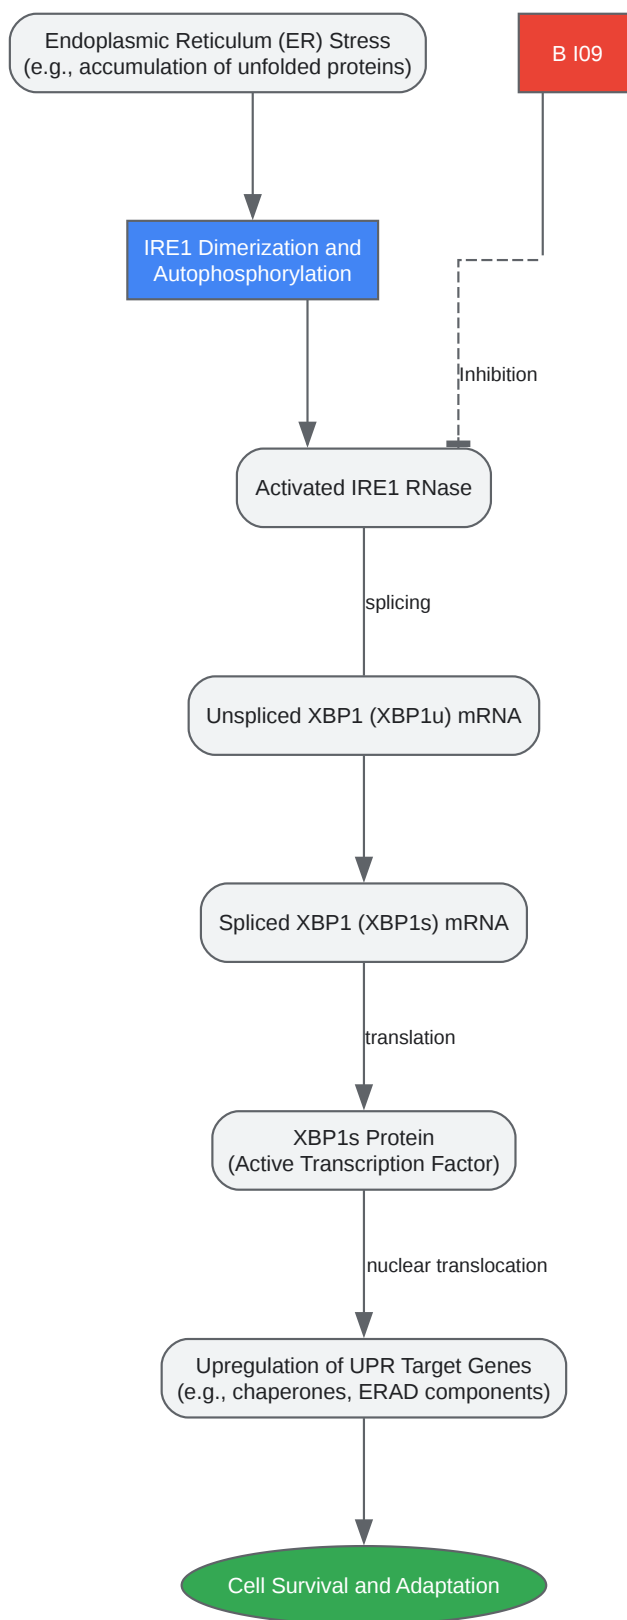 Endoplasmic Reticulum (ER) Stress
(e.g., accumulation of unfolded proteins)
B I09
IRE1 Dimerization and
Autophosphorylation
Inhibition
Activated IRE1 RNase
splicing
Unspliced XBP1 (XBP1u) mRNA
Spliced XBP1 (XBP1s) mRNA
translation
XBP1s Protein
(Active Transcription Factor)
nuclear translocation
Upregulation of UPR Target Genes
(e.g., chaperones, ERAD components)
Cell Survival and Adaptation